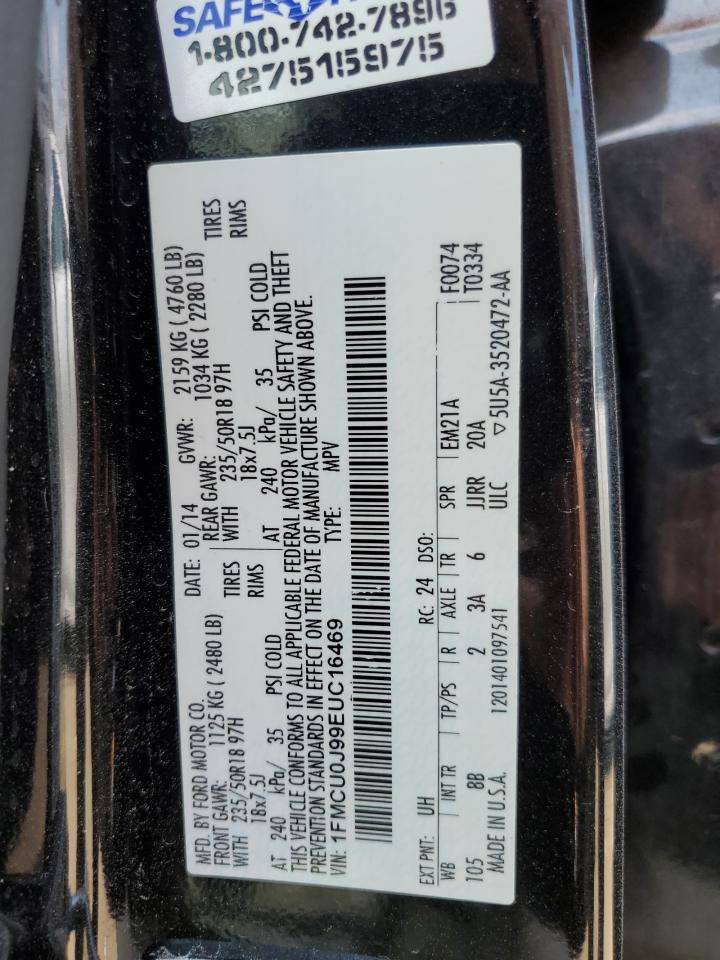 SAFE
1-800-742-7896
427515975
MFD. BY FORD MOTOR CO. DATE: 01/14 GVWR: 2159 KG ( 4760 LB)
FRONT GAWR: 1125 KG ( 2480 LB) REAR GAWR: 1034 KG ( 2280 LB)
WITH 235/50R18 97H TIRES WITH 235/50R18 97H TIRES
18x7.5J RIMS 18x7.5J RIMS
AT 240 kPa/ 35 PSI COLD AT 240 kPa/ 35 PSI COLD
THIS VEHICLE CONFORMS TO ALL APPLICABLE FEDERAL MOTOR VEHICLE SAFETY AND THEFT
PREVENTION STANDARDS IN EFFECT ON THE DATE OF MANUFACTURE SHOWN ABOVE.
VIN: 1FMCU0J99EUC16469 TYPE: MPV
EXT PNT: UH RC: 24 DSO: F0074
WB INT TR TP/PS R AXLE TR SPR EM21A T0334
105 8B 2 3A 6 JJRR 20A
MADE IN U.S.A. 1201401097541 ULC ▽5U5A-3520472-AA